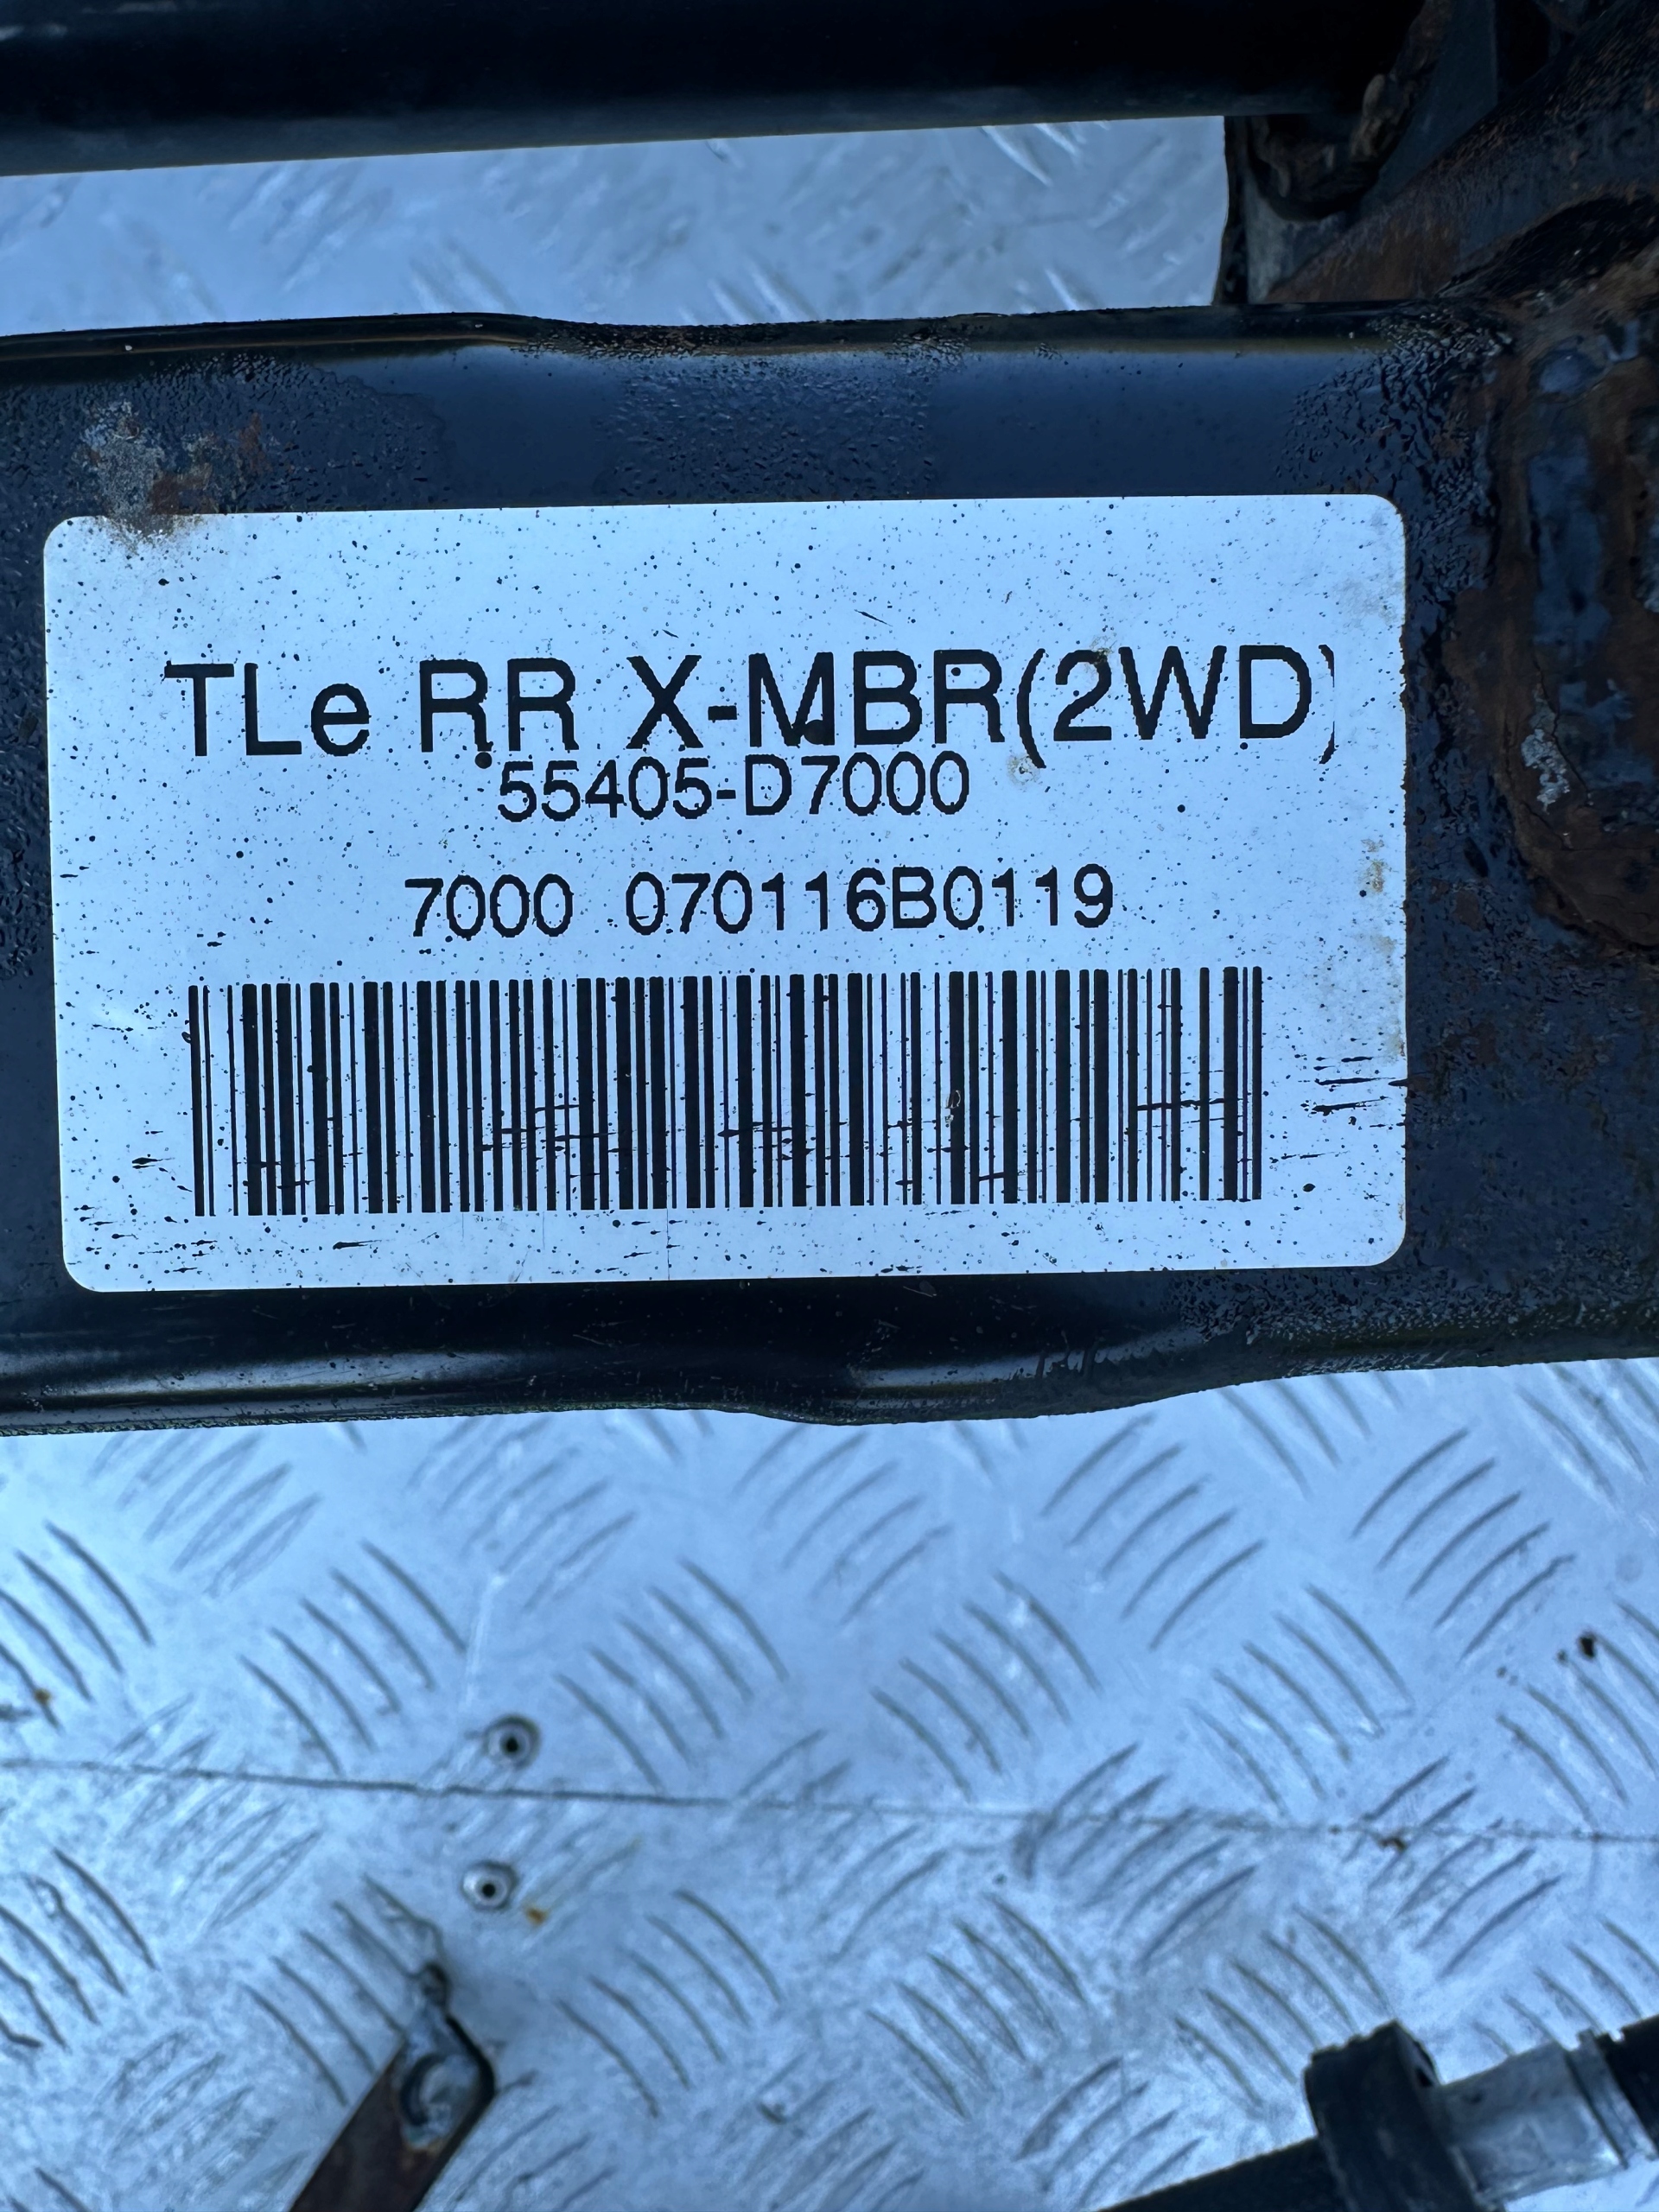 TLe RR X-MBR(2WD)
55405-D7000
7000 070116B0119